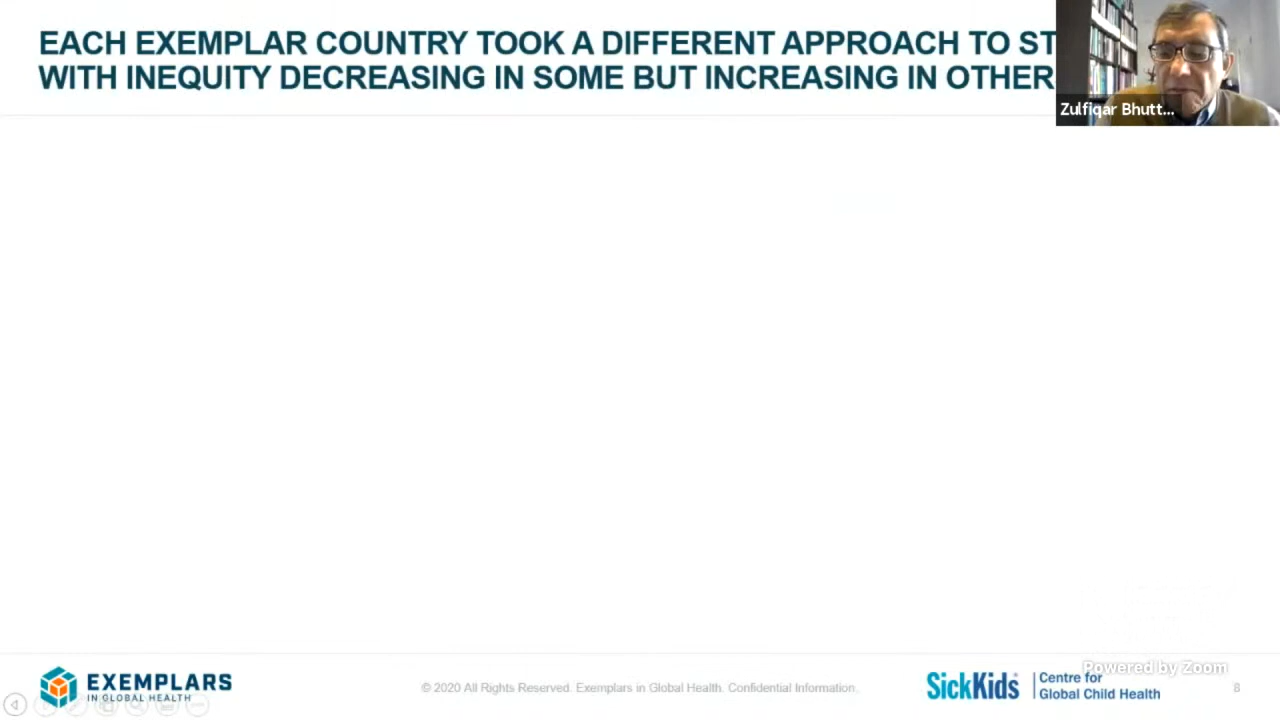 EACH EXEMPLAR COUNTRY TOOK A DIFFERENT APPROACH TO ST
WITH INEQUITY DECREASING IN SOME BUT INCREASING IN OTHER
Zulfiqar Bhutt...
EXEMPLARS
IN GLOBAL HEALTH
© 2020 All Rights Reserved. Exemplars in Global Health. Confidential Information.
SickKids
Centre for
Global Child Health
Powered by Zoom
8